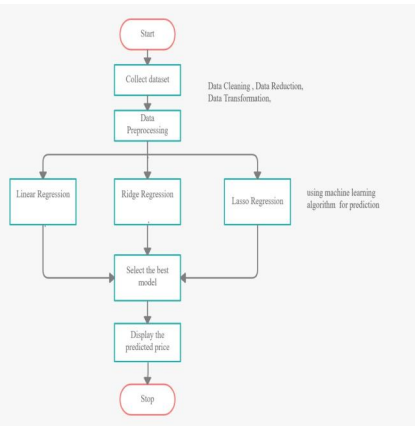 Start
Collect dataset
Data Cleaning , Data Reduction,
Data Transformation,
Data
Preprocessing
Linear Regression
Ridge Regression
Lasso Regression
using machine learning
algorithm for prediction
Select the best
model
Display the
predicted price
Stop